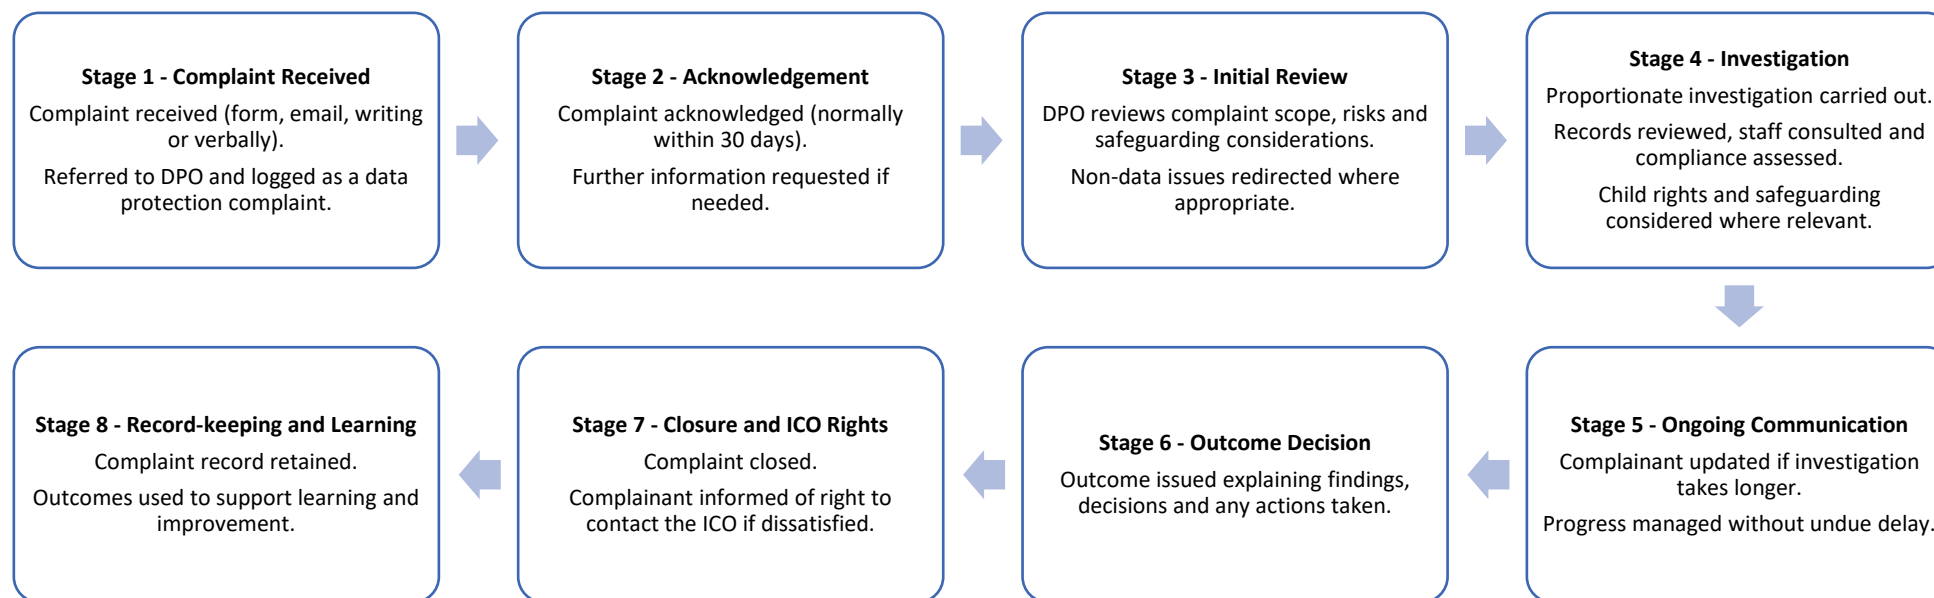 Stage 1 - Complaint Received
Complaint received (form, email, writing
or verbally).
Referred to DPO and logged as a data
protection complaint.
Stage 2 - Acknowledgement
Complaint acknowledged (normally
within 30 days).
Further information requested if
needed.
Stage 3 - Initial Review
DPO reviews complaint scope, risks and
safeguarding considerations.
Non-data issues redirected where
appropriate.
Stage 4 - Investigation
Proportionate investigation carried out.
Records reviewed, staff consulted and
compliance assessed.
Child rights and safeguarding
considered where relevant.
Stage 5 - Ongoing Communication
Complainant updated if investigation
takes longer.
Progress managed without undue delay.
Stage 6 - Outcome Decision
Outcome issued explaining findings,
decisions and any actions taken.
Stage 7 - Closure and ICO Rights
Complaint closed.
Complainant informed of right to
contact the ICO if dissatisfied.
Stage 8 - Record-keeping and Learning
Complaint record retained.
Outcomes used to support learning and
improvement.